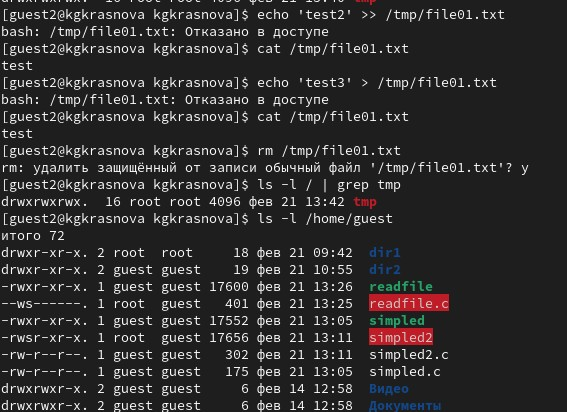 [guest2@kgkrasnova kgkrasnova]$ echo 'test2' >> /tmp/file01.txt
bash: /tmp/file01.txt: Отказано в доступе
[guest2@kgkrasnova kgkrasnova]$ cat /tmp/file01.txt
test
[guest2@kgkrasnova kgkrasnova]$ echo 'test3' > /tmp/file01.txt
bash: /tmp/file01.txt: Отказано в доступе
[guest2@kgkrasnova kgkrasnova]$ cat /tmp/file01.txt
test
[guest2@kgkrasnova kgkrasnova]$ rm /tmp/file01.txt
rm: удалить защищённый от записи обычный файл '/tmp/file01.txt'? y
[guest2@kgkrasnova kgkrasnova]$ ls -l / | grep tmp
drwxrwxrwx.  16 root root 4096 фев 21 13:42 tmp
[guest2@kgkrasnova kgkrasnova]$ ls -l /home/guest
итого 72
drwxr-xr-x. 2 root  root     18 фев 21 09:42 dir1
drwxr-xr-x. 2 guest guest    19 фев 21 10:55 dir2
-rwxr-xr-x. 1 guest guest 17600 фев 21 13:26 readfile
--ws------. 1 root  guest   401 фев 21 13:25 readfile.c
-rwxr-xr-x. 1 guest guest 17552 фев 21 13:05 simpled
-rwsr-xr-x. 1 root  guest 17656 фев 21 13:11 simpled2
-rw-r--r--. 1 guest guest   302 фев 21 13:11 simpled2.c
-rw-r--r--. 1 guest guest   175 фев 21 13:05 simpled.c
drwxrwxr-x. 2 guest guest     6 фев 14 12:58 Видео
drwxrwxr-x. 2 guest guest     6 фев 14 12:58 Документы